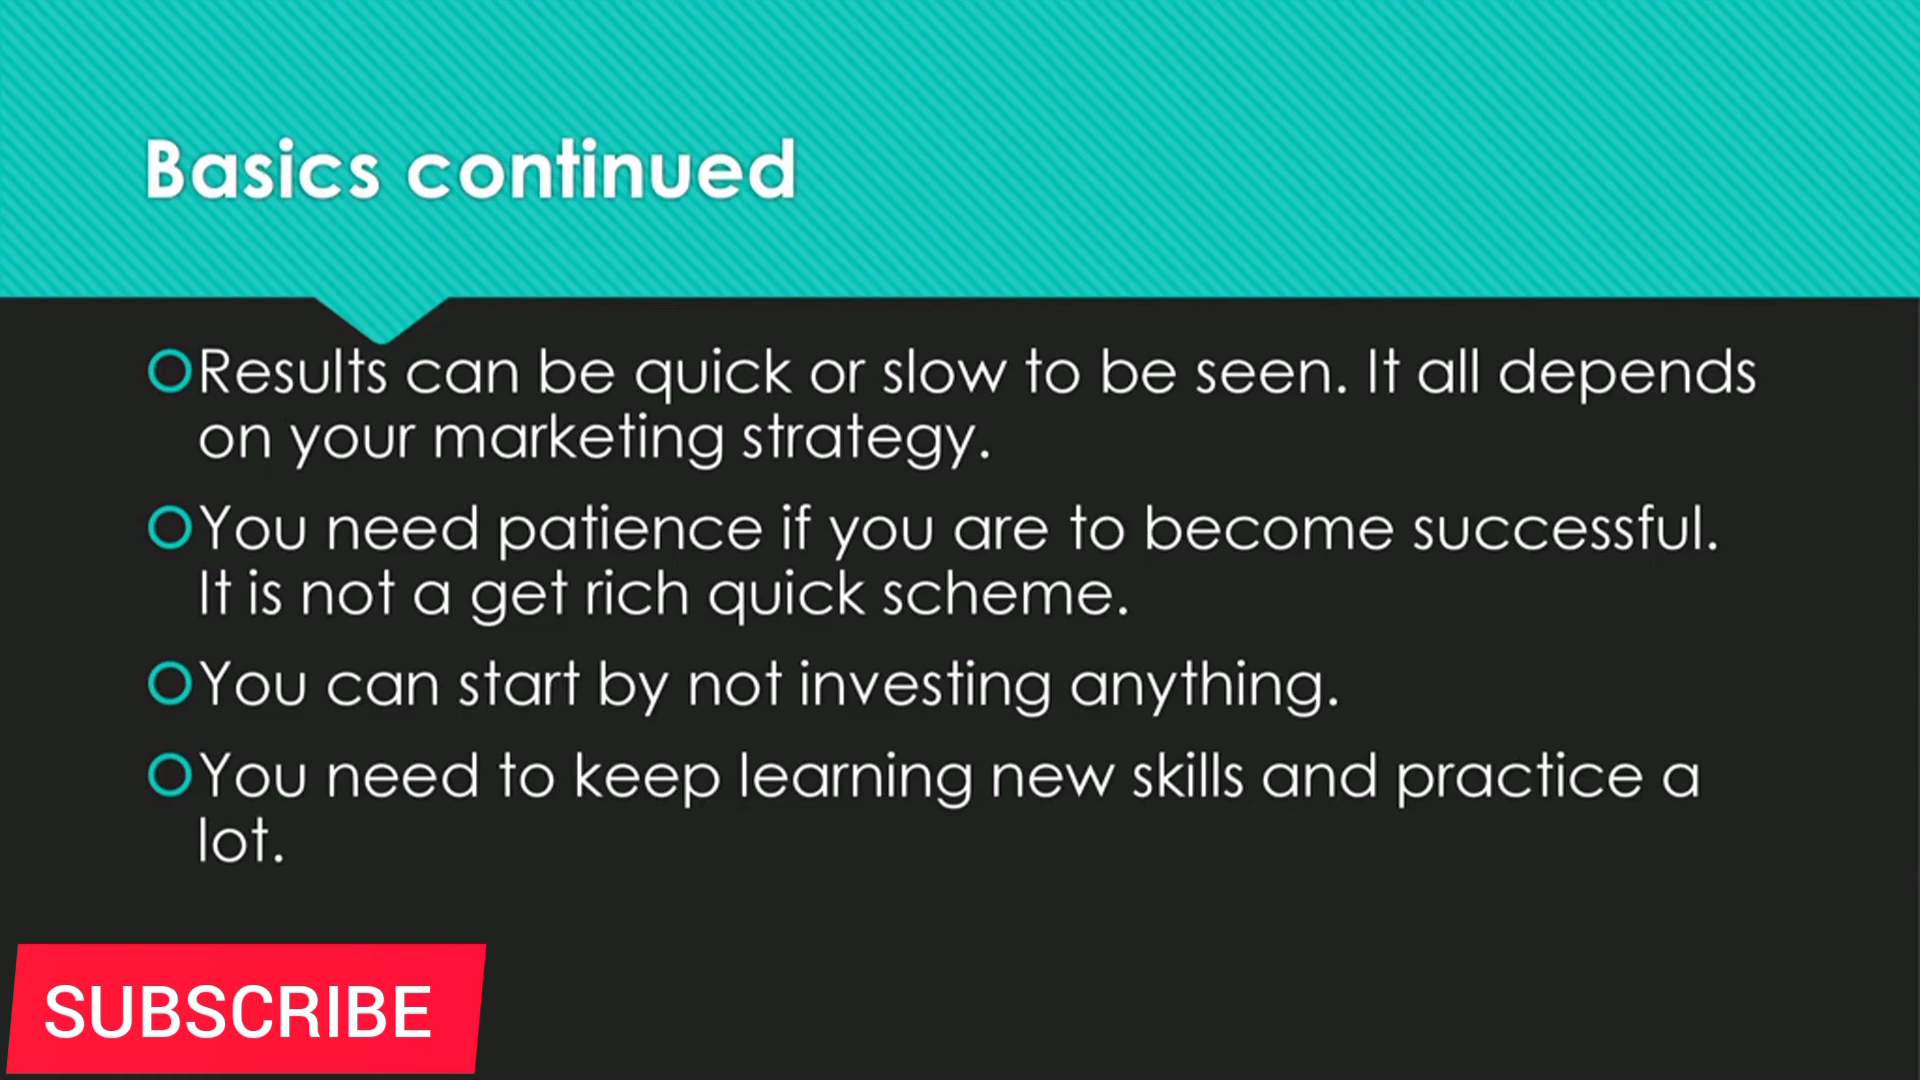 Basics continued
Results can be quick or slow to be seen. It all depends
on your marketing strategy.
You need patience if you are to become successful.
It is not a get rich quick scheme.
You can start by not investing anything.
You need to keep learning new skills and practice a
lot.
SUBSCRIBE